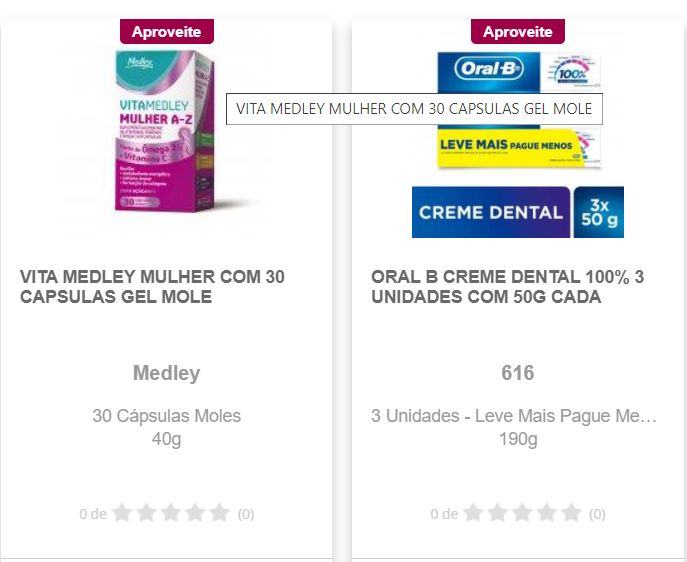 Aproveite
Medley
VITAMEDLEY
MULHER A-Z
Ômega 3
Vitamina C
30
VITA MEDLEY MULHER COM 30
CAPSULAS GEL MOLE
Medley
30 Cápsulas Moles
40g
0 de
(0)
VITA MEDLEY MULHER COM 30 CAPSULAS GEL MOLE
Aproveite
Oral-B
100%
LEVE MAIS PAGUE MENOS
CREME DENTAL
3x
50 g
ORAL B CREME DENTAL 100% 3
UNIDADES COM 50G CADA
616
3 Unidades - Leve Mais Pague Me…
190g
0 de
(0)